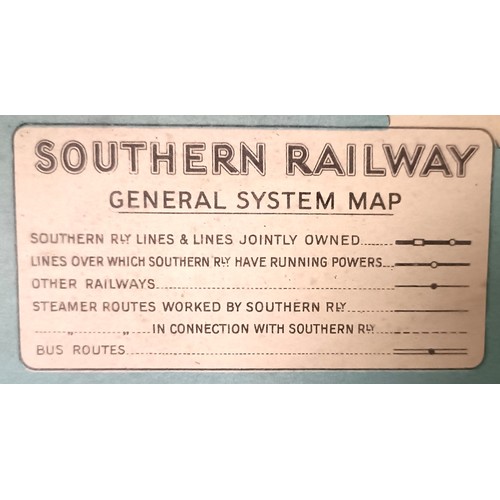 SOUTHERN RAILWAY
GENERAL SYSTEM MAP
SOUTHERN RLY LINES & LINES JOINTLY OWNED
LINES OVER WHICH SOUTHERN RLY HAVE RUNNING POWERS
OTHER RAILWAYS
STEAMER ROUTES WORKED BY SOUTHERN RLY
„ „ IN CONNECTION WITH SOUTHERN RLY
BUS ROUTES